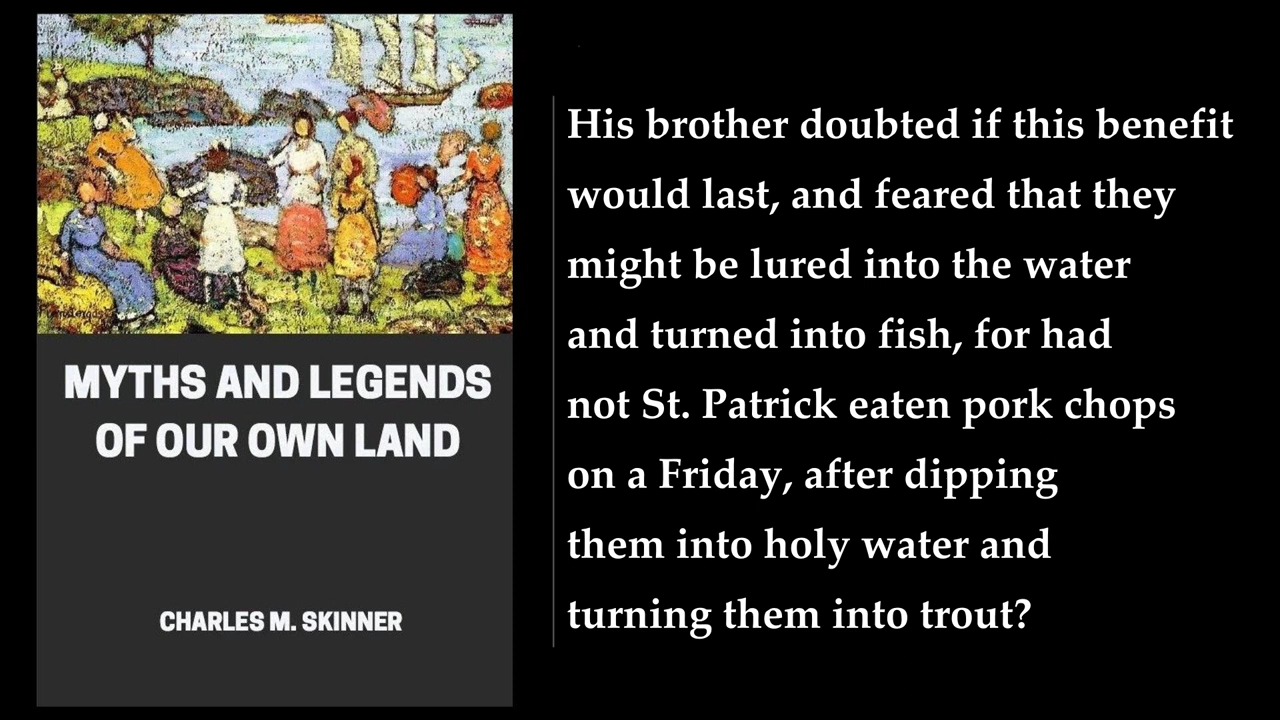 MYTHS AND LEGENDS
OF OUR OWN LAND
CHARLES M. SKINNER
His brother doubted if this benefit
would last, and feared that they
might be lured into the water
and turned into fish, for had
not St. Patrick eaten pork chops
on a Friday, after dipping
them into holy water and
turning them into trout?